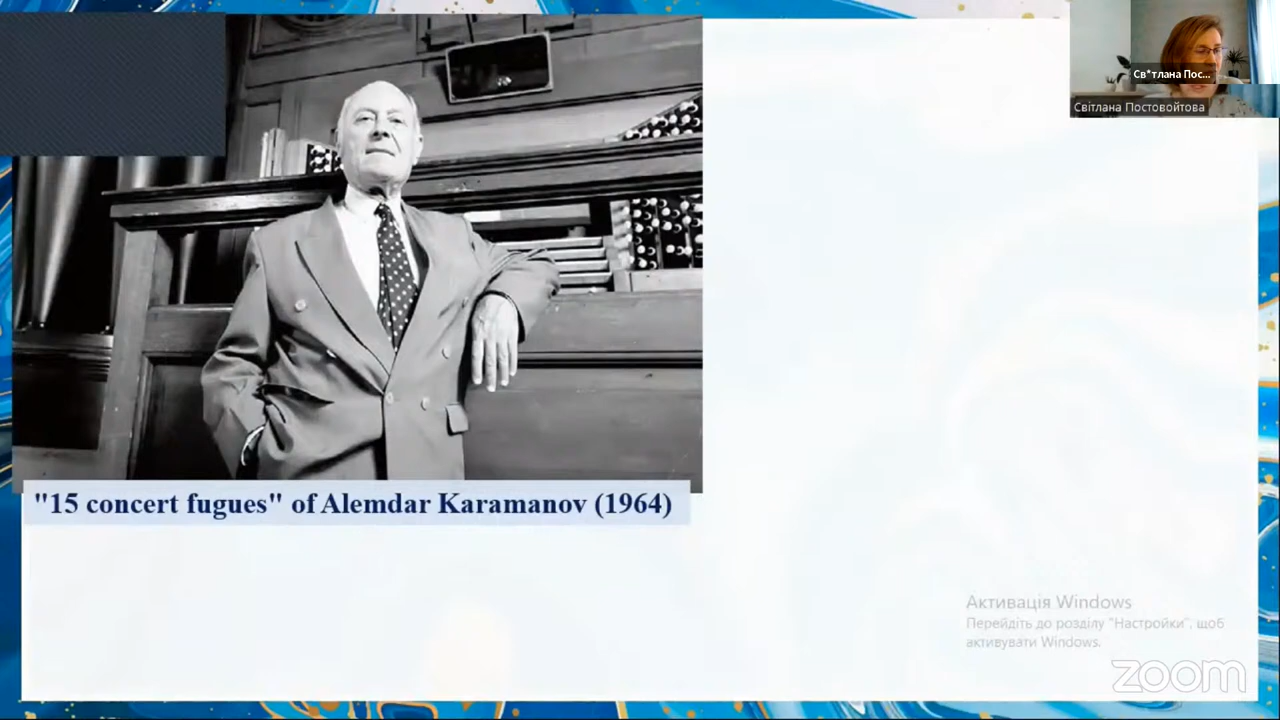 Св*тлана Пос...
Світлана Постовойтова
"15 concert fugues" of Alemdar Karamanov (1964)
Активація Windows
Перейдіть до розділу "Настройки", щоб
активувати Windows.
zoom